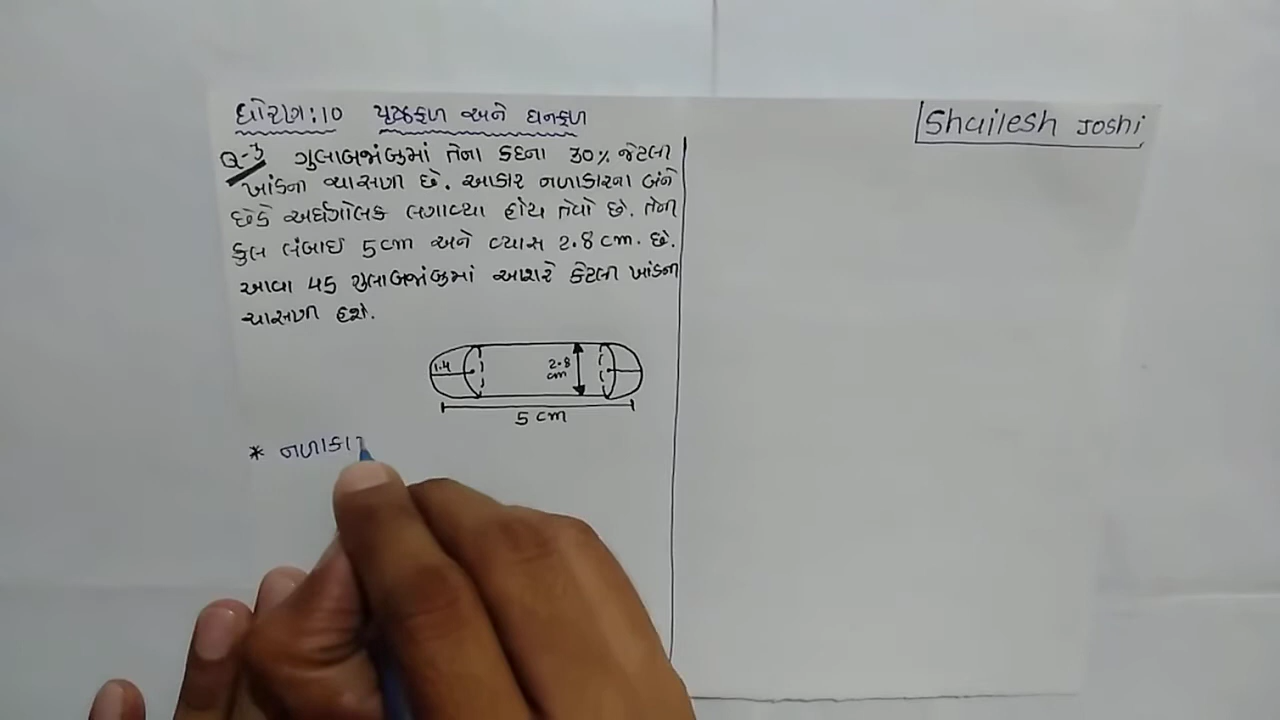 ધોરણ:10 પૃષ્ઠફળ અને ઘનફળ
Shailesh Joshi
Q-3 ગુલાબજાંબુમાં તેના કદના 30% જેટલી
ખાંડની ચાસણી છે. આકાર નળાકારના બંને
છેડે અર્ધગોલક લગાવ્યા હોય તેવો છે. તેની
કુલ લંબાઈ 5cm અને વ્યાસ 2.8cm. છે.
આવા 45 ગુલાબજાંબુમાં આશરે કેટલી ખાંડની
ચાસણી હશે.
1.4
2.8
cm
5 cm
* નળાકા